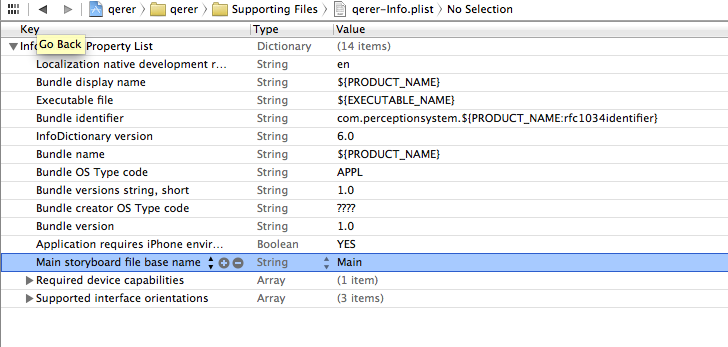 qerer qerer Supporting Files qerer-Info.plist No Selection
Key Type Value
Go Back
Info Property List Dictionary (14 items)
Localization native development r... String en
Bundle display name String ${PRODUCT_NAME}
Executable file String ${EXECUTABLE_NAME}
Bundle identifier String com.perceptionsystem.${PRODUCT_NAME:rfc1034identifier}
InfoDictionary version String 6.0
Bundle name String ${PRODUCT_NAME}
Bundle OS Type code String APPL
Bundle versions string, short String 1.0
Bundle creator OS Type code String ????
Bundle version String 1.0
Application requires iPhone envir... Boolean YES
Main storyboard file base name String Main
Required device capabilities Array (1 item)
Supported interface orientations Array (3 items)